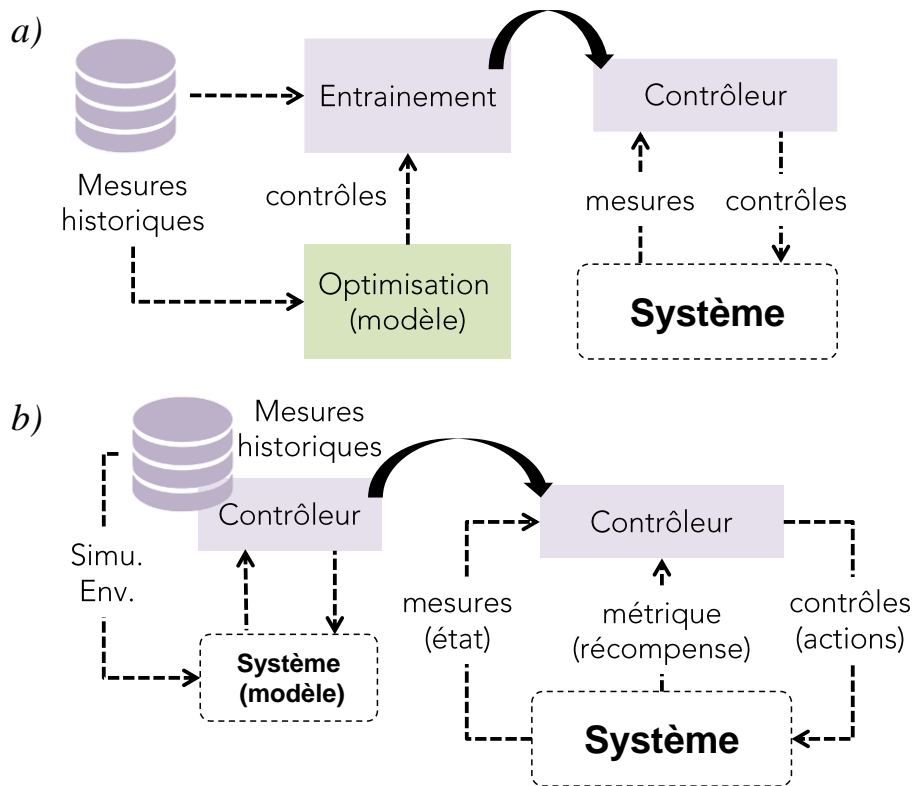 a)
Entrainement
Contrôleur
Mesures
historiques
contrôles
mesures
contrôles
Optimisation
(modèle)
Système
b)
Mesures
historiques
Contrôleur
Contrôleur
Simu.
Env.
mesures
(état)
métrique
(récompense)
contrôles
(actions)
Système
(modèle)
Système